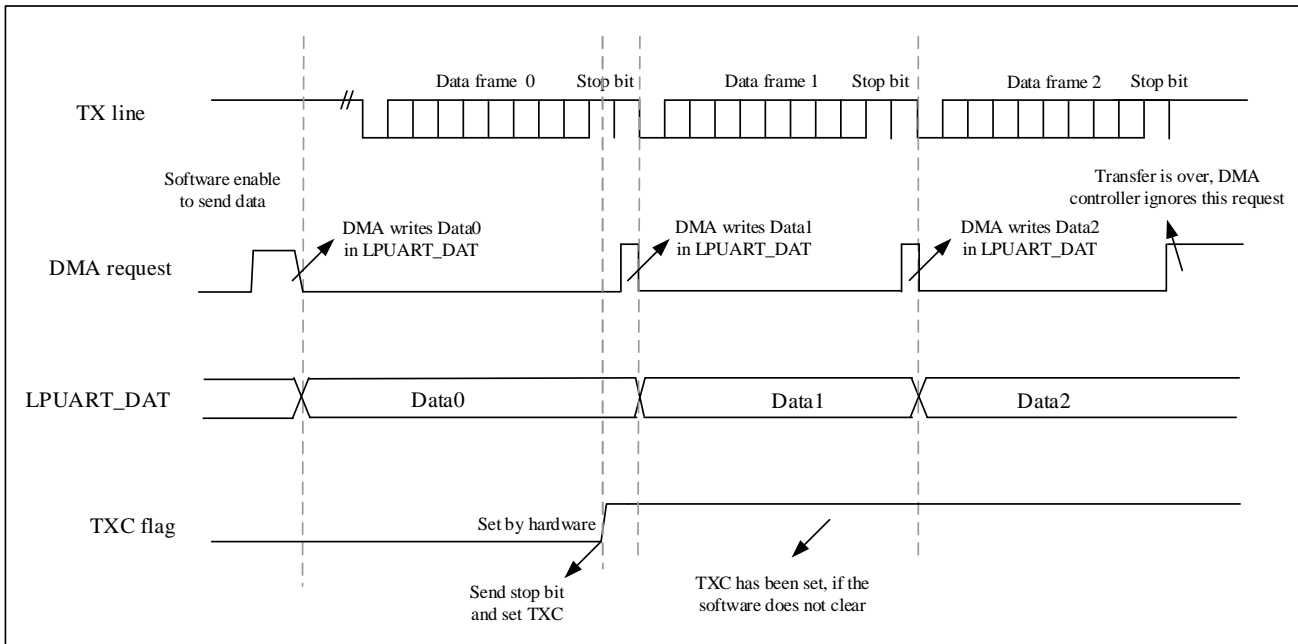 Data frame 0
Stop bit
Data frame 1
Stop bit
Data frame 2
Stop bit
TX line
Software enable
to send data
Transfer is over, DMA
controller ignores this request
DMA writes Data0
in LPUART_DAT
DMA writes Data1
in LPUART_DAT
DMA writes Data2
in LPUART_DAT
DMA request
LPUART_DAT
Data0
Data1
Data2
TXC flag
Set by hardware
Send stop bit
and set TXC
TXC has been set, if the
software does not clear